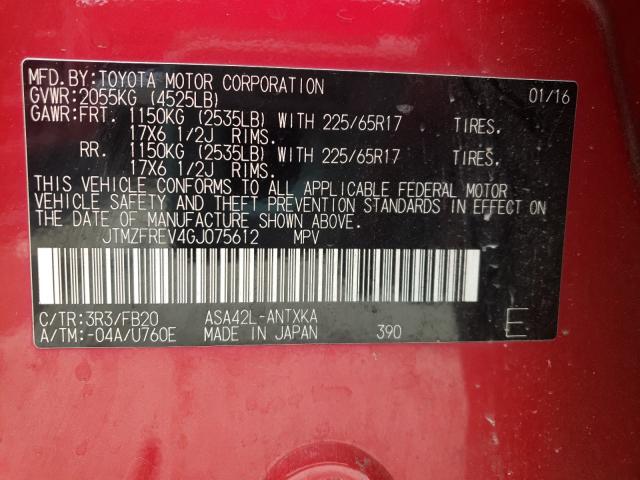 MFD.BY:TOYOTA MOTOR CORPORATION 01/16
GVWR:2055KG (4525LB)
GAWR:FRT. 1150KG (2535LB) WITH 225/65R17 TIRES.
17X6 1/2J RIMS.
RR. 1150KG (2535LB) WITH 225/65R17 TIRES.
17X6 1/2J RIMS.
THIS VEHICLE CONFORMS TO ALL APPLICABLE FEDERAL MOTOR
VEHICLE SAFETY AND THEFT PREVENTION STANDARDS IN EFFECT ON
THE DATE OF MANUFACTURE SHOWN ABOVE.
JTMZFREV4GJ075612 MPV
C/TR:3R3/FB20 ASA42L-ANTXKA
A/TM:-04A/U760E MADE IN JAPAN 390 E